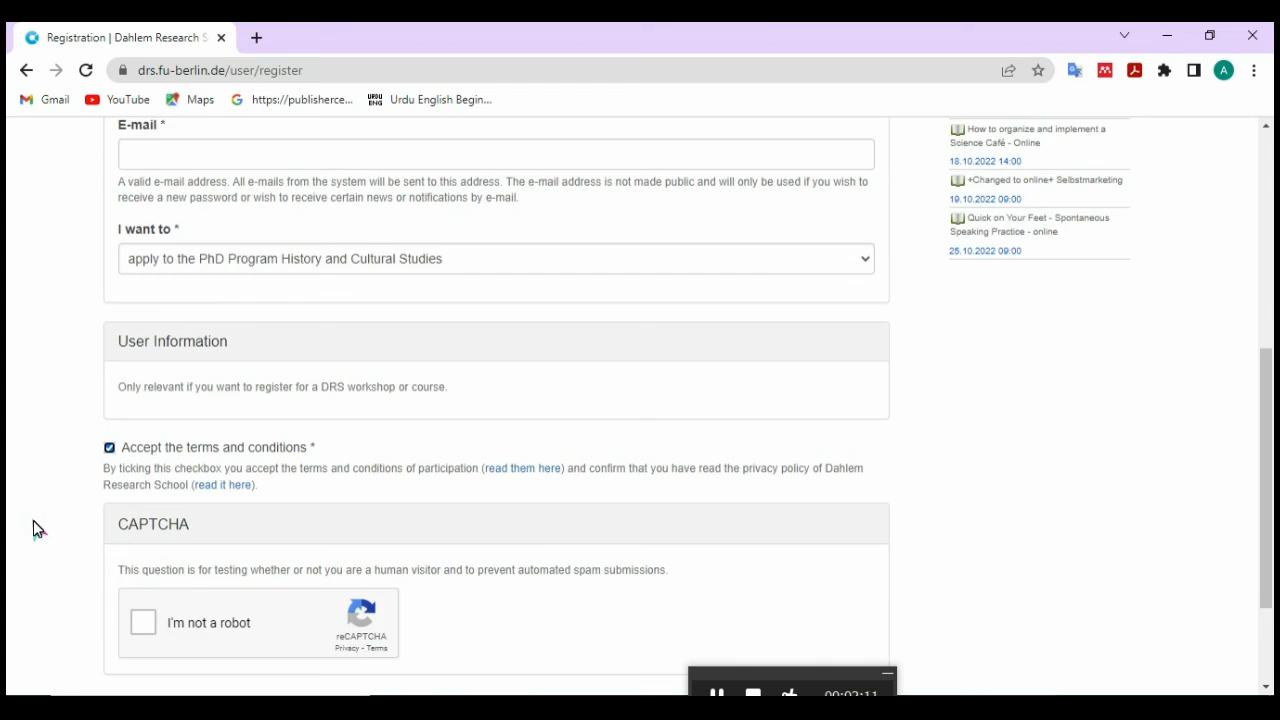 Registration | Dahlem Research S
drs.fu-berlin.de/user/register
A
Gmail YouTube Maps https://publisherce... URDU ENG Urdu English Begin...
E-mail *
A valid e-mail address. All e-mails from the system will be sent to this address. The e-mail address is not made public and will only be used if you wish to
receive a new password or wish to receive certain news or notifications by e-mail.
I want to *
apply to the PhD Program History and Cultural Studies
User Information
Only relevant if you want to register for a DRS workshop or course.
Accept the terms and conditions *
By ticking this checkbox you accept the terms and conditions of participation (read them here) and confirm that you have read the privacy policy of Dahlem
Research School (read it here).
CAPTCHA
This question is for testing whether or not you are a human visitor and to prevent automated spam submissions.
I'm not a robot
reCAPTCHA
Privacy - Terms
How to organize and implement a
Science Café - Online
18.10.2022 14:00
+Changed to online+ Selbstmarketing
19.10.2022 09:00
Quick on Your Feet - Spontaneous
Speaking Practice - online
25.10.2022 09:00
00:02:11